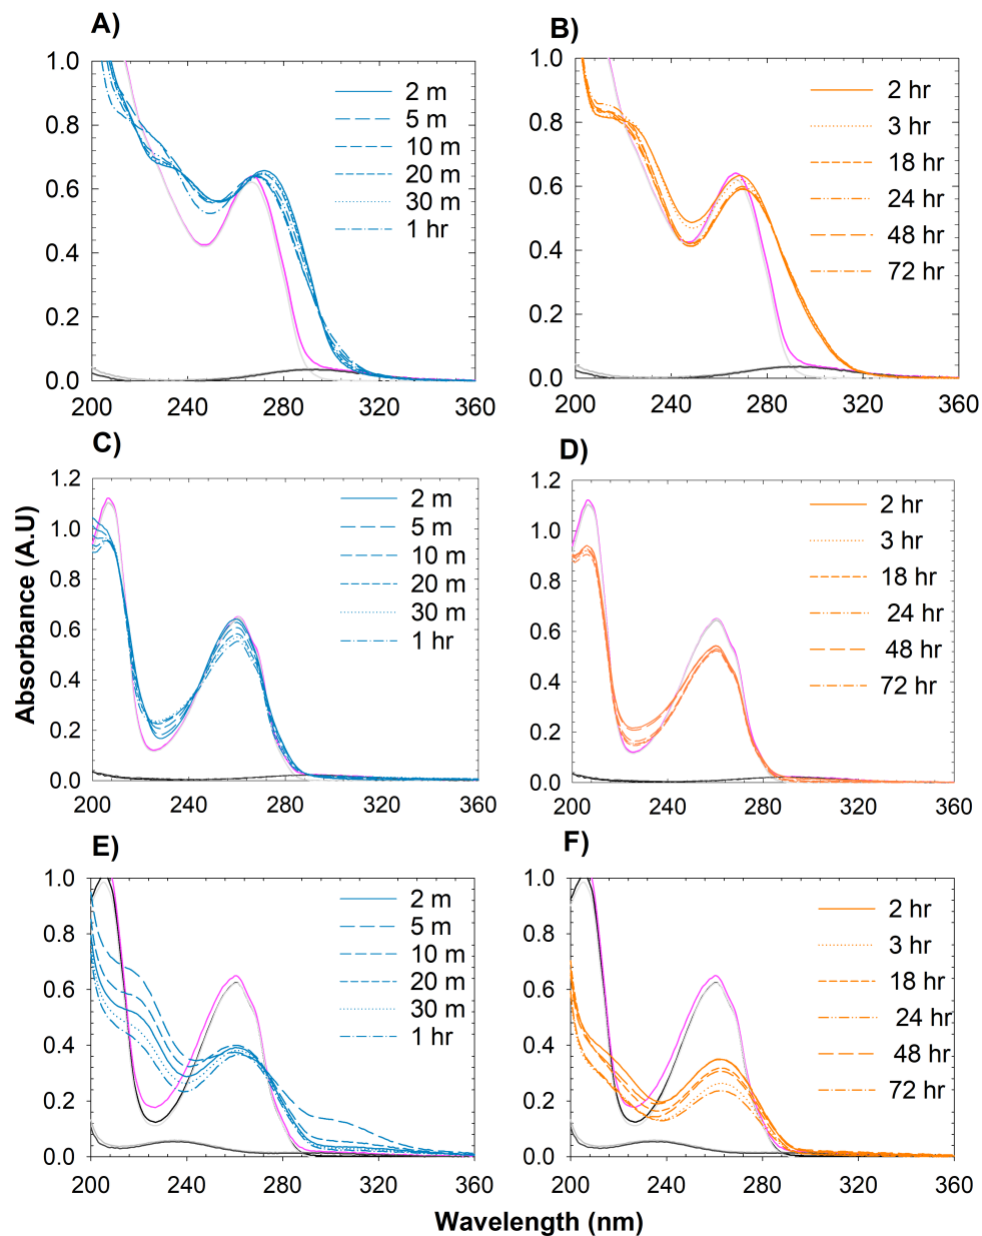 A)
1.0
0.8
0.6
0.4
0.2
0.0
200 240 280 320 360
2 m
5 m
10 m
20 m
30 m
1 hr
B)
1.0
0.8
0.6
0.4
0.2
0.0
200 240 280 320 360
2 hr
3 hr
18 hr
24 hr
48 hr
72 hr
C)
1.2
1.0
0.8
0.6
0.4
0.2
0.0
200 240 280 320 360
2 m
5 m
10 m
20 m
30 m
1 hr
D)
1.2
1.0
0.8
0.6
0.4
0.2
0.0
200 240 280 320 360
2 hr
3 hr
18 hr
24 hr
48 hr
72 hr
Absorbance (A.U)
E)
1.0
0.8
0.6
0.4
0.2
0.0
200 240 280 320 360
2 m
5 m
10 m
20 m
30 m
1 hr
F)
1.0
0.8
0.6
0.4
0.2
0.0
200 240 280 320 360
2 hr
3 hr
18 hr
24 hr
48 hr
72 hr
Wavelength (nm)